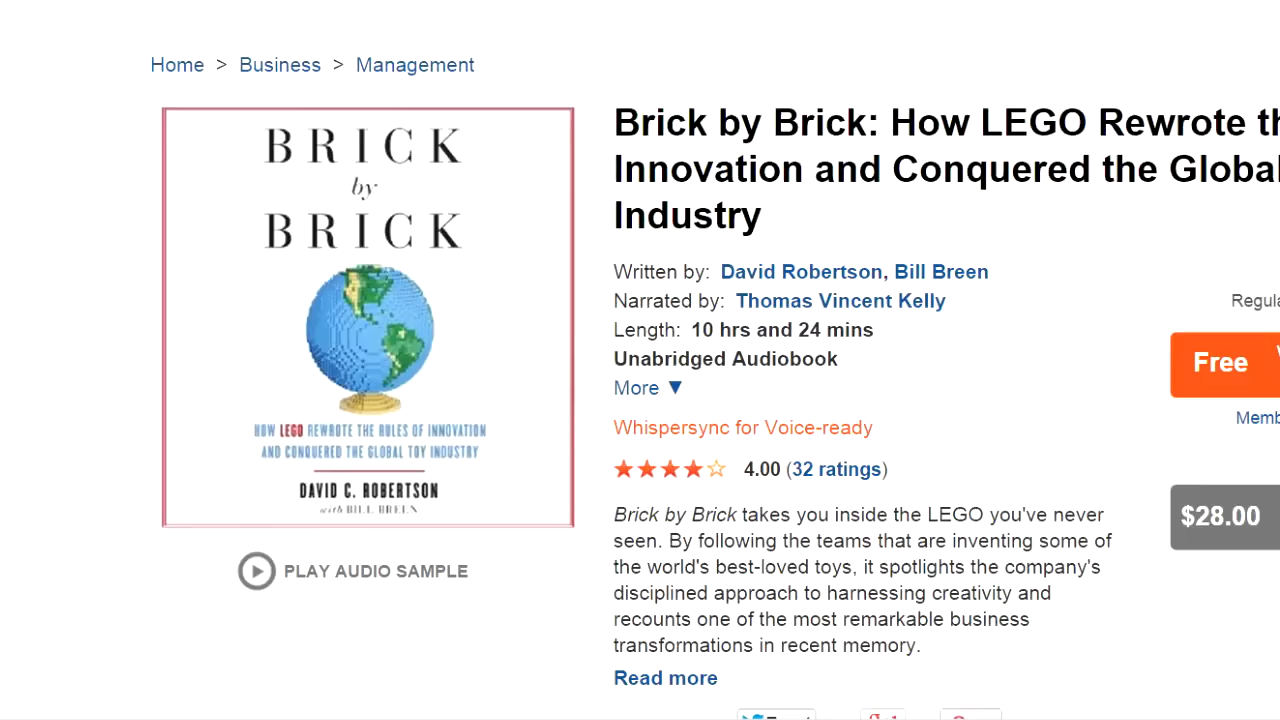 Home > Business > Management
BRICK
by
BRICK
HOW LEGO REWROTE THE RULES OF INNOVATION
AND CONQUERED THE GLOBAL TOY INDUSTRY
DAVID C. ROBERTSON
with BILL BREEN
PLAY AUDIO SAMPLE
Brick by Brick: How LEGO Rewrote th
Innovation and Conquered the Global
Industry
Written by: David Robertson, Bill Breen
Narrated by: Thomas Vincent Kelly
Length: 10 hrs and 24 mins
Unabridged Audiobook
More ▼
Whispersync for Voice-ready
4.00 (32 ratings)
Brick by Brick takes you inside the LEGO you've never
seen. By following the teams that are inventing some of
the world's best-loved toys, it spotlights the company's
disciplined approach to harnessing creativity and
recounts one of the most remarkable business
transformations in recent memory.
Read more
Regula
Free
Memb
$28.00